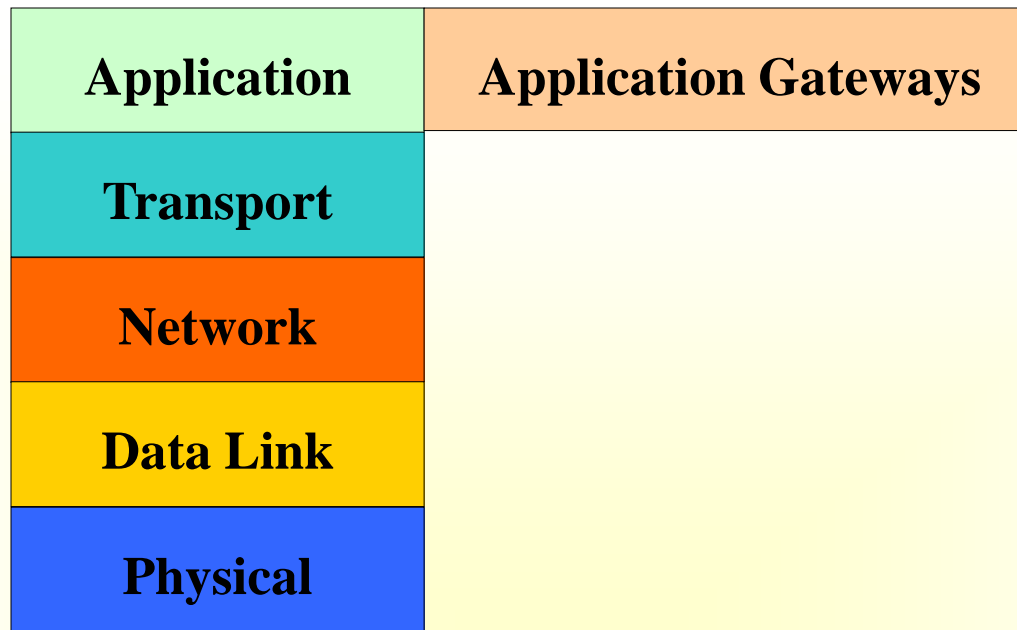 Application
Application Gateways
Transport
Network
Data Link
Physical